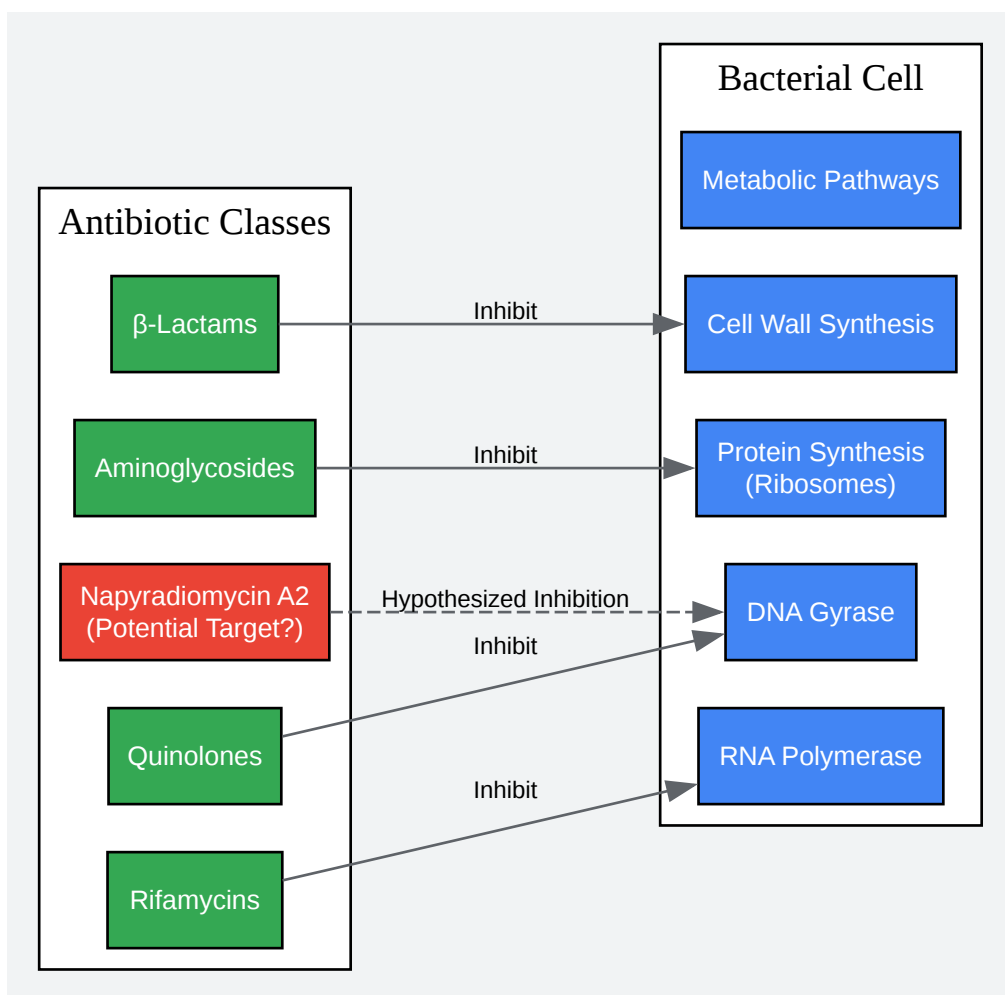 Bacterial Cell
Metabolic Pathways
Antibiotic Classes
β-Lactams
Inhibit
Cell Wall Synthesis
Aminoglycosides
Inhibit
Protein Synthesis
(Ribosomes)
Napyradiomycin A2
(Potential Target?)
Hypothesized Inhibition
DNA Gyrase
Inhibit
Quinolones
RNA Polymerase
Inhibit
Rifamycins